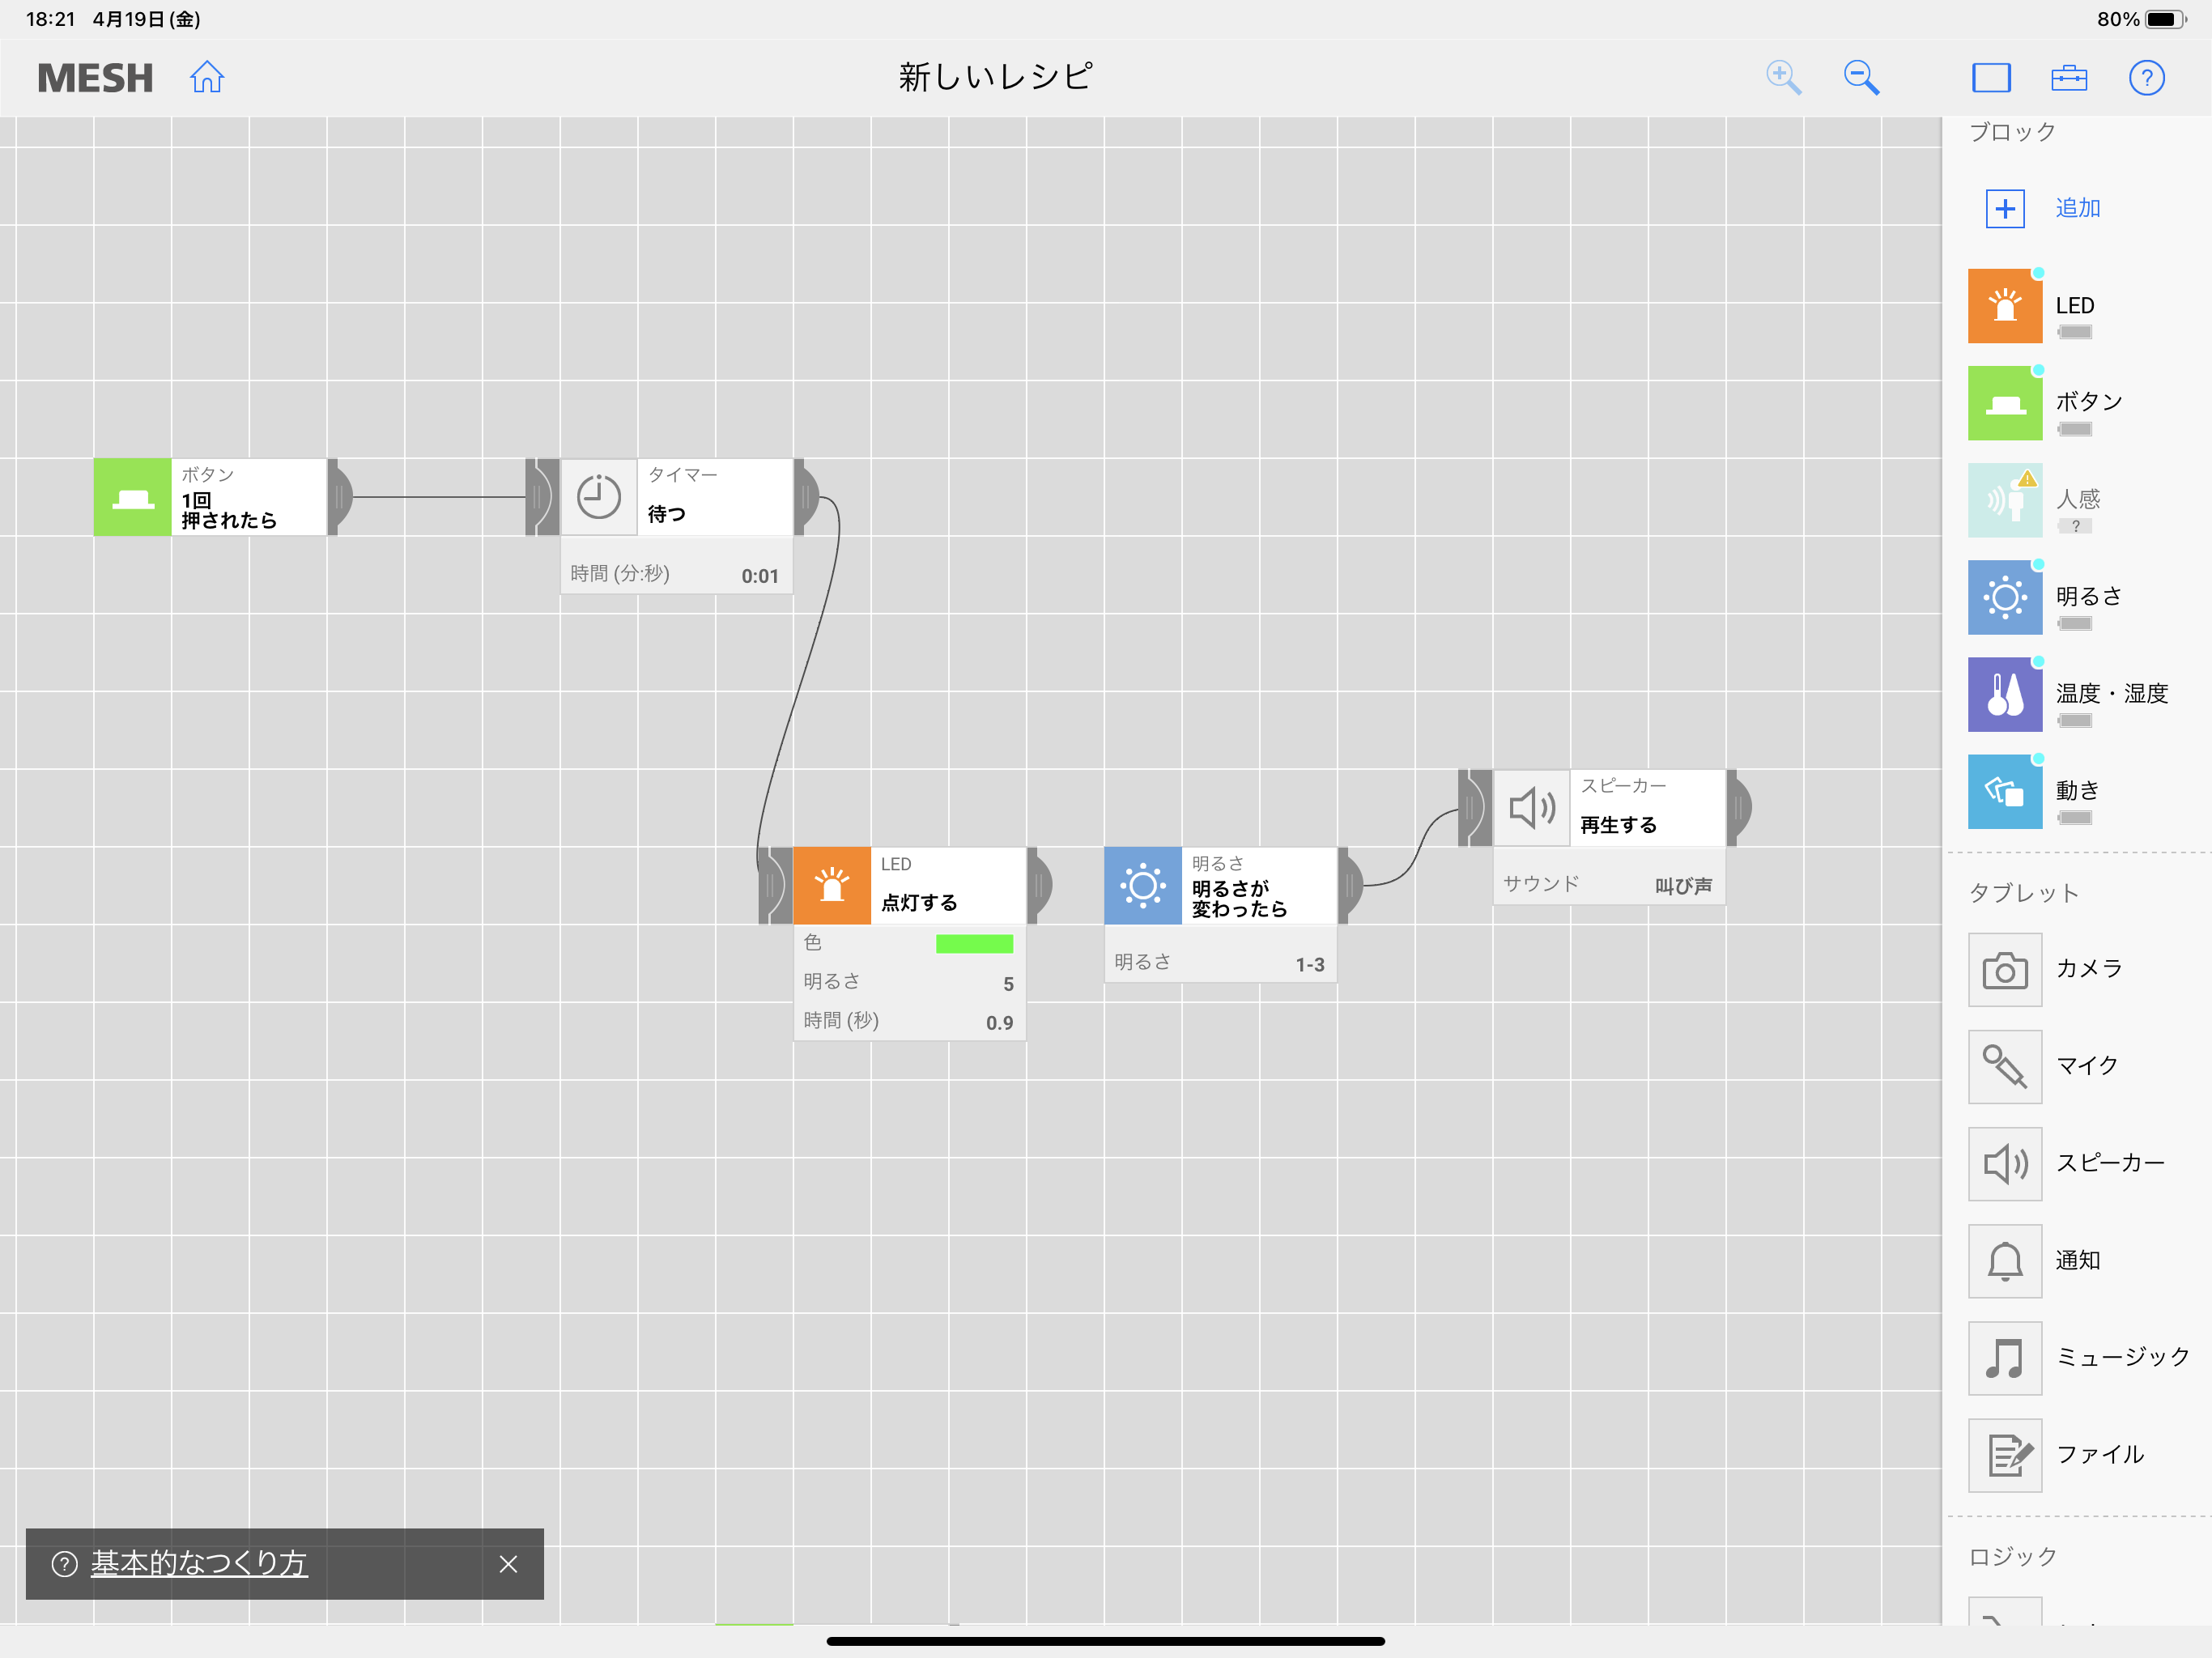 18:21 4月19日(金)
80%
MESH
新しいレシピ
ボタン
1回
押されたら
タイマー
待つ
時間 (分:秒) 0:01
LED
点灯する
色
明るさ 5
時間 (秒) 0.9
明るさ
明るさが
変わったら
明るさ 1-3
スピーカー
再生する
サウンド 叫び声
基本的なつくり方
ブロック
追加
LED
ボタン
人感
?
明るさ
温度・湿度
動き
タブレット
カメラ
マイク
スピーカー
通知
ミュージック
ファイル
ロジック